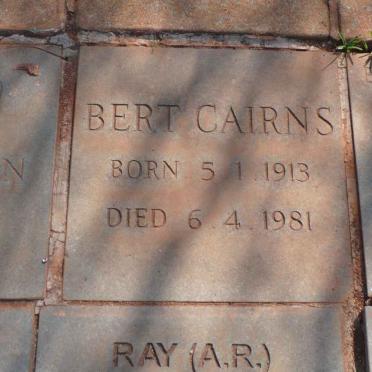 BERT CAIRNS
BORN 5.1.1913
DIED 6.4.1981
RAY (A.R.)
N